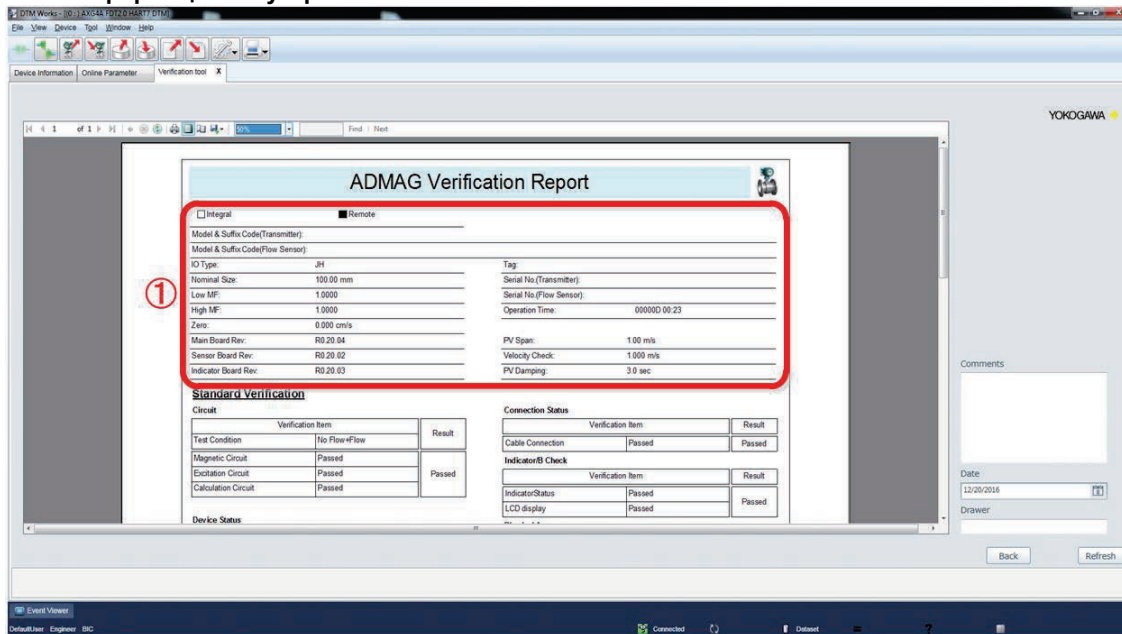 DTM Works - [(0 : ) AXG4A FDT2.0 HART7 DTM]
File View Device Tool Window Help
Device Information Online Parameter Verification tool X
YOKOGAWA
1 of 1 50% Find | Next
ADMAG Verification Report
Integral Remote
Model & Suffix Code(Transmitter):
Model & Suffix Code(Flow Sensor):
IO Type: JH Tag:
Nominal Size: 100.00 mm Serial No.(Transmitter):
①
Low MF: 1.0000 Serial No.(Flow Sensor):
High MF: 1.0000 Operation Time: 00000D 00:23
Zero: 0.000 cm/s
Main Board Rev: R0.20.04 PV Span: 1.00 m/s
Sensor Board Rev: R0.20.02 Velocity Check: 1.000 m/s
Indicator Board Rev: R0.20.03 PV Damping: 3.0 sec
Comments
Standard Verification
Circuit Connection Status
Verification Item Result Verification Item Result
Test Condition No Flow+Flow Cable Connection Passed Passed
Magnetic Circuit Passed Indicator/B Check
Excitation Circuit Passed Passed Verification Item Result
Calculation Circuit Passed IndicatorStatus Passed Passed
LCD display Passed
Device Status
Date
12/20/2016
Drawer
Back Refresh
Event Viewer
DefaultUser Engineer BIC Connected Dataset